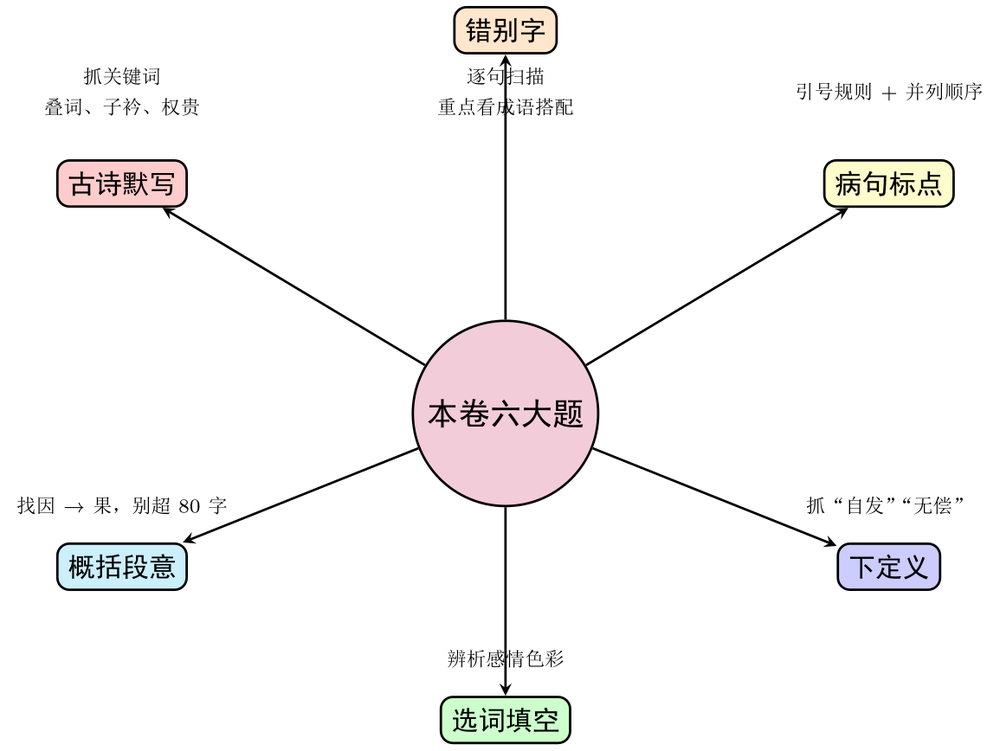 错别字
逐句扫描
重点看成语搭配
抓关键词
叠词、子衿、权贵
古诗默写
引号规则 + 并列顺序
病句标点
本卷六大题
找因 → 果，别超 80 字
概括段意
抓“自发”“无偿”
下定义
辨析感情色彩
选词填空